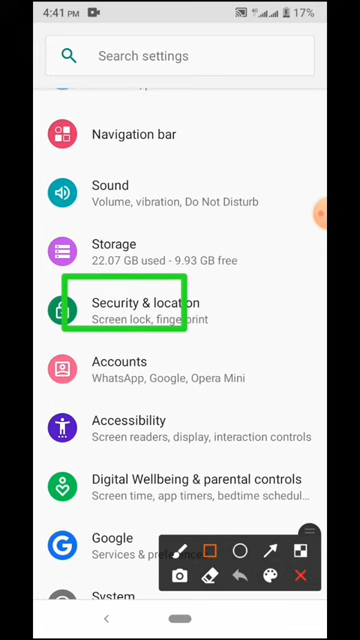 4:41 PM 4G 17%
Search settings
Navigation bar
Sound
Volume, vibration, Do Not Disturb
Storage
22.07 GB used - 9.93 GB free
Security & location
Screen lock, fingerprint
Accounts
WhatsApp, Google, Opera Mini
Accessibility
Screen readers, display, interaction controls
Digital Wellbeing & parental controls
Screen time, app timers, bedtime schedul...
Google
Services & preference
System